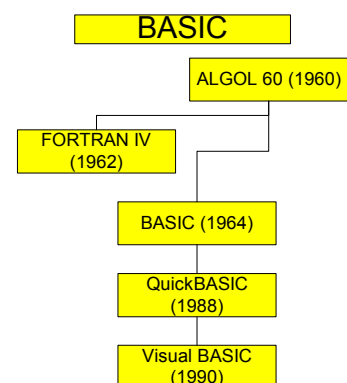 BASIC
ALGOL 60 (1960)
FORTRAN IV
(1962)
BASIC (1964)
QuickBASIC
(1988)
Visual BASIC
(1990)